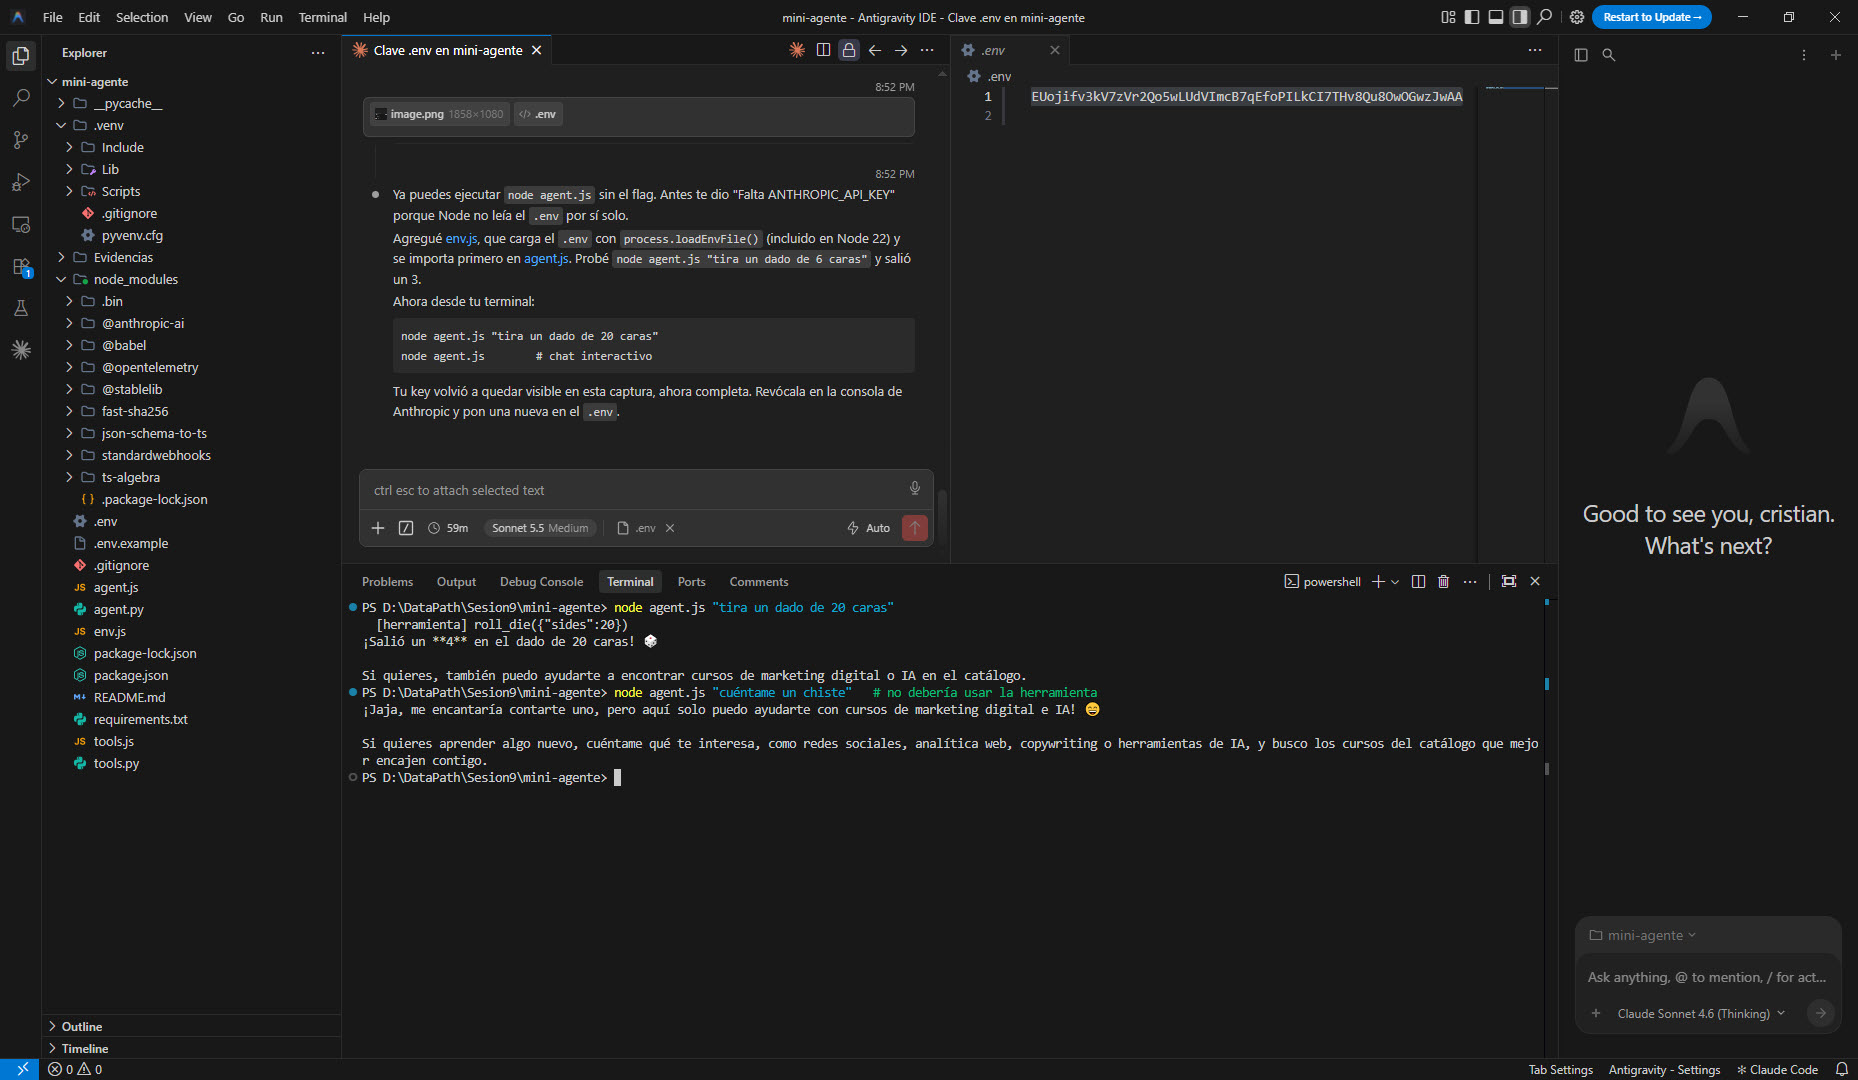 File Edit Selection View Go Run Terminal Help
mini-agente - Antigravity IDE - Clave .env en mini-agente
Restart to Update →
Explorer
mini-agente
__pycache__
.venv
Include
Lib
Scripts
.gitignore
pyvenv.cfg
Evidencias
node_modules
.bin
@anthropic-ai
@babel
@opentelemetry
@stablelib
fast-sha256
json-schema-to-ts
standardwebhooks
ts-algebra
.package-lock.json
.env
.env.example
.gitignore
agent.js
agent.py
env.js
package-lock.json
package.json
README.md
requirements.txt
tools.js
tools.py
Outline
Timeline
Clave .env en mini-agente
8:52 PM
image.png 1858×1080 .env
8:52 PM
Ya puedes ejecutar node agent.js sin el flag. Antes te dio "Falta ANTHROPIC_API_KEY"
porque Node no leía el .env por sí solo.
Agregué env.js, que carga el .env con process.loadEnvFile() (incluido en Node 22) y
se importa primero en agent.js. Probé node agent.js "tira un dado de 6 caras" y salió
un 3.
Ahora desde tu terminal:
node agent.js "tira un dado de 20 caras"
node agent.js # chat interactivo
Tu key volvió a quedar visible en esta captura, ahora completa. Revócala en la consola de
Anthropic y pon una nueva en el .env.
ctrl esc to attach selected text
59m Sonnet 5.5 Medium .env Auto
.env
.env
1 EUojifv3kV7zVr2Qo5wLUdVImcB7qEfoPILkCI7THv8Qu8OwOGwzJwAA
2
Problems Output Debug Console Terminal Ports Comments
powershell
PS D:\DataPath\Sesion9\mini-agente> node agent.js "tira un dado de 20 caras"
[herramienta] roll_die({"sides":20})
¡Salió un **4** en el dado de 20 caras! 🎲
Si quieres, también puedo ayudarte a encontrar cursos de marketing digital o IA en el catálogo.
PS D:\DataPath\Sesion9\mini-agente> node agent.js "cuéntame un chiste" # no debería usar la herramienta
¡Jaja, me encantaría contarte uno, pero aquí solo puedo ayudarte con cursos de marketing digital e IA! 😄
Si quieres aprender algo nuevo, cuéntame qué te interesa, como redes sociales, analítica web, copywriting o herramientas de IA, y busco los cursos del catálogo que mejo
r encajen contigo.
PS D:\DataPath\Sesion9\mini-agente>
Good to see you, cristian.
What's next?
mini-agente
Ask anything, @ to mention, / for act...
Claude Sonnet 4.6 (Thinking)
0 0
Tab Settings Antigravity - Settings Claude Code